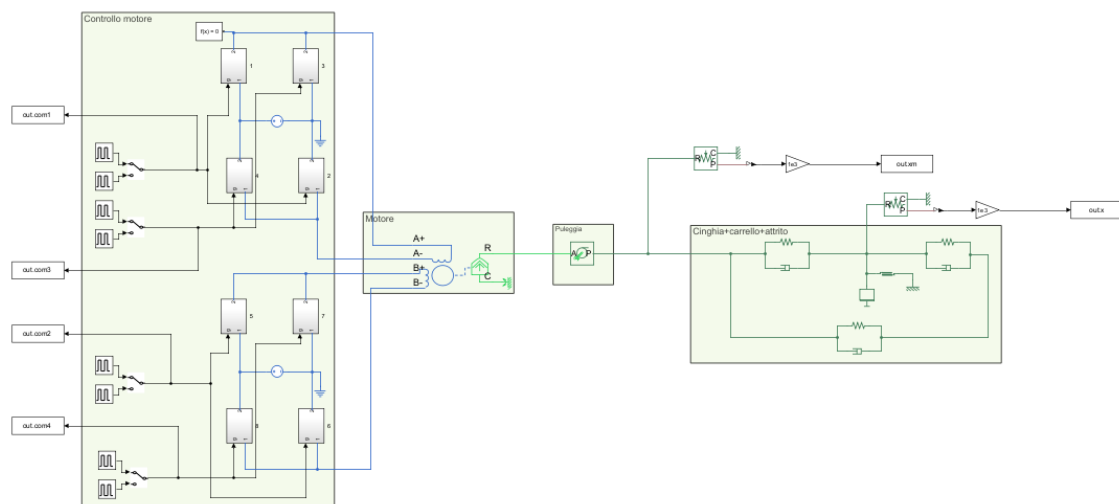 Controllo motore
f(x) = 0
1
3
out.com1
4
2
Motore
A+
A-
R
B+
B-
C
out.com3
5
7
out.com2
8
6
out.com4
Puleggia
A
P
R
C
P
1e3
out.xm
R
C
P
1e3
out.x
Cinghia+carrello+attrito